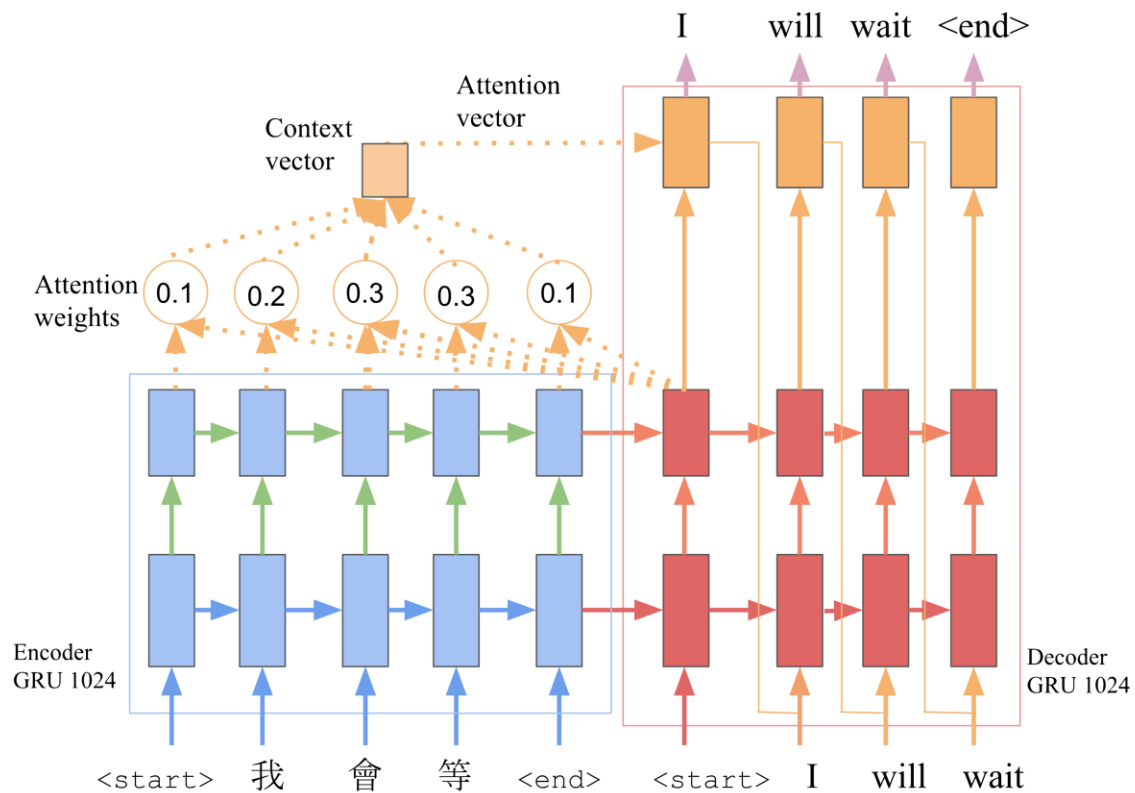 I will wait <end>
Attention
vector
Context
vector
Attention
weights
0.1 0.2 0.3 0.3 0.1
Encoder
GRU 1024
Decoder
GRU 1024
<start> 我 會 等 <end> <start> I will wait